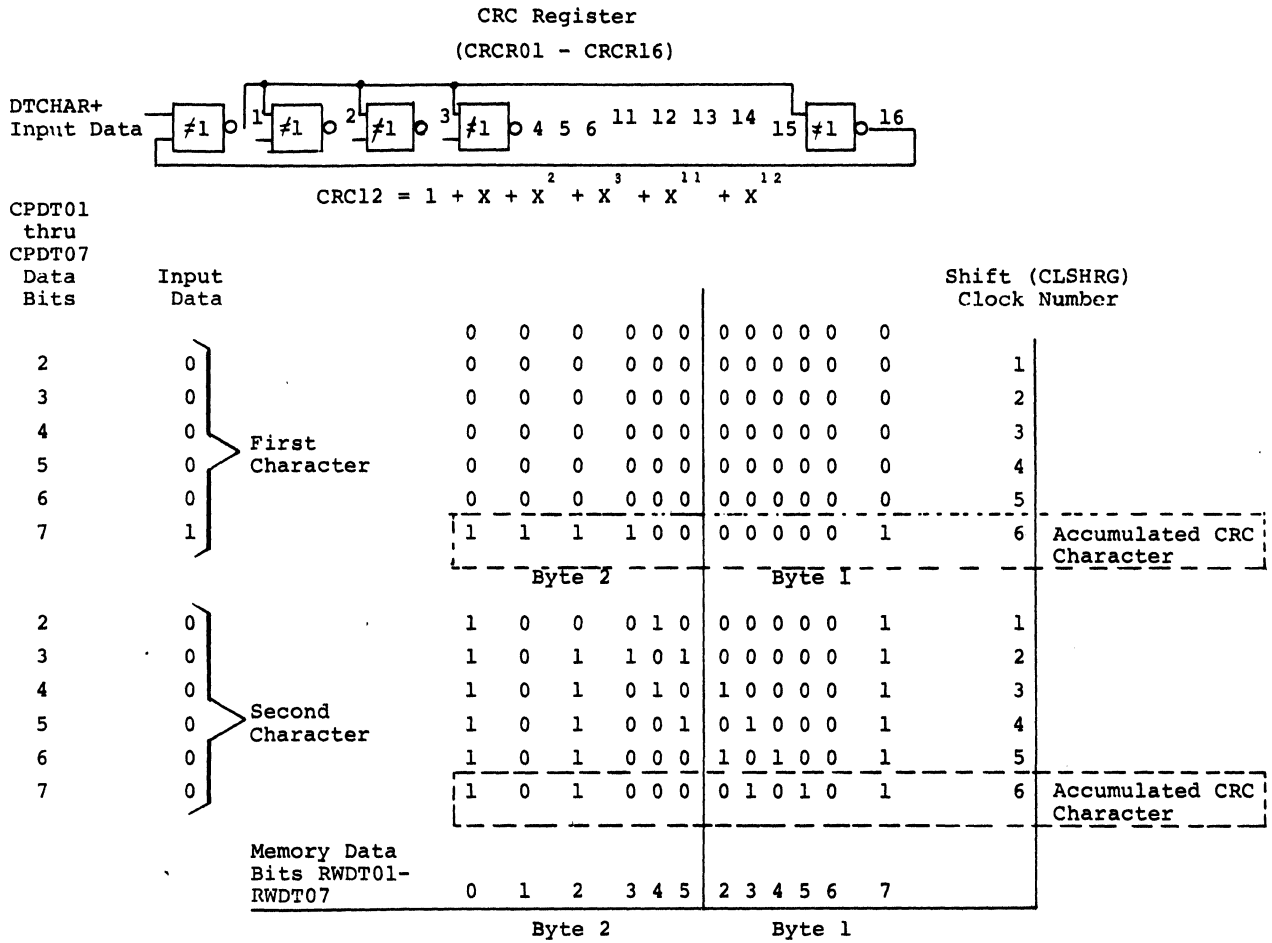 CRC Register
(CRCR01 - CRCR16)
DTCHAR+
Input Data
≠1 1 ≠1 2 ≠1 3 ≠1 4 5 6 11 12 13 14 15 ≠1 16
CRC12 = 1 + X + X² + X³ + X¹¹ + X¹²
CPDT01
thru
CPDT07
Data
Bits
Input
Data
Shift (CLSHRG)
Clock Number
0 0 0 0 0 0 0 0 0 0 0 0
2 0 0 0 0 0 0 0 0 0 0 0 0 0 1
3 0 0 0 0 0 0 0 0 0 0 0 0 0 2
4 0 0 0 0 0 0 0 0 0 0 0 0 0 3
First
5 0 Character 0 0 0 0 0 0 0 0 0 0 0 0 4
6 0 0 0 0 0 0 0 0 0 0 0 0 0 5
7 1 1 1 1 1 0 0 0 0 0 0 0 1 6 Accumulated CRC
Character
Byte 2 Byte 1
2 0 1 0 0 0 1 0 0 0 0 0 0 1 1
3 0 1 0 1 1 0 1 0 0 0 0 0 1 2
4 0 1 0 1 0 1 0 1 0 0 0 0 1 3
Second
5 0 Character 1 0 1 0 0 1 0 1 0 0 0 1 4
6 0 1 0 1 0 0 0 1 0 1 0 0 1 5
7 0 1 0 1 0 0 0 0 1 0 1 0 1 6 Accumulated CRC
Character
Memory Data
Bits RWDT01-
RWDT07 0 1 2 3 4 5 2 3 4 5 6 7
Byte 2 Byte 1